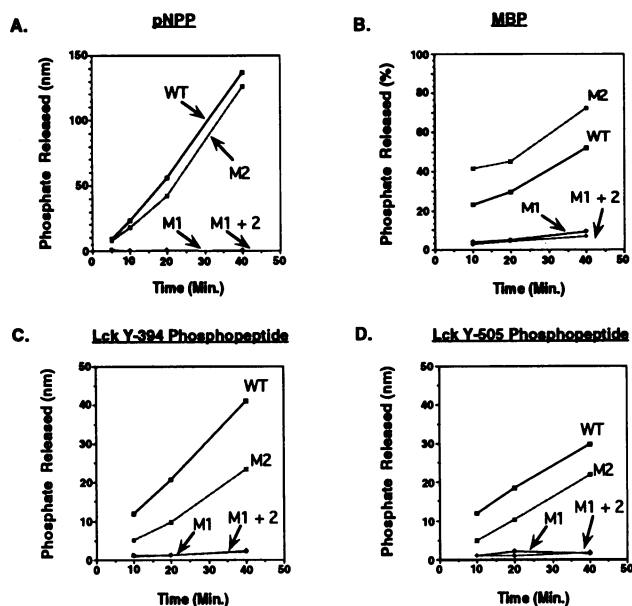 A.
pNPP
Phosphate Released (nm)
150
100
50
0
WT
M2
M1
M1 + 2
0 10 20 30 40 50
Time (Min.)
B.
MBP
Phosphate Released (%)
100
80
60
40
20
0
M2
WT
M1
M1 + 2
0 10 20 30 40 50
Time (Min.)
C.
Lck Y-394 Phosphopeptide
Phosphate Released (nm)
50
40
30
20
10
0
WT
M2
M1
M1 + 2
0 10 20 30 40 50
Time (Min.)
D.
Lck Y-505 Phosphopeptide
Phosphate Released (nm)
50
40
30
20
10
0
WT
M2
M1
M1 + 2
0 10 20 30 40 50
Time (Min.)